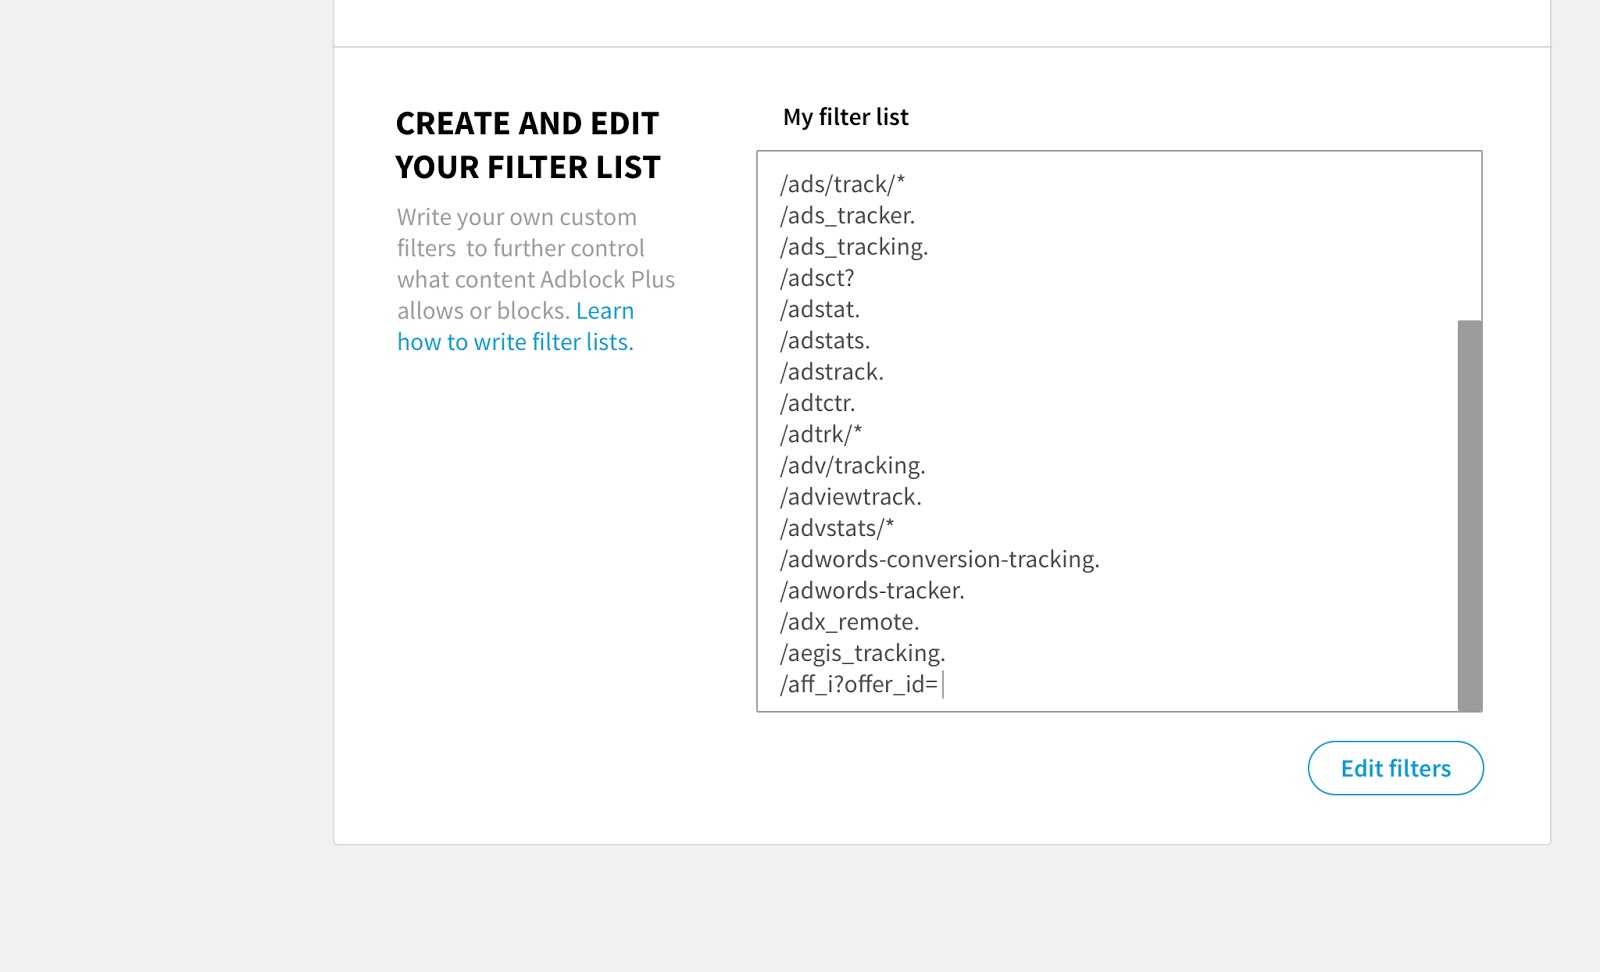 CREATE AND EDIT
YOUR FILTER LIST
Write your own custom
filters  to further control
what content Adblock Plus
allows or blocks. Learn
how to write filter lists.
My filter list
/ads/track/*
/ads_tracker.
/ads_tracking.
/adsct?
/adstat.
/adstats.
/adstrack.
/adtctr.
/adtrk/*
/adv/tracking.
/adviewtrack.
/advstats/*
/adwords-conversion-tracking.
/adwords-tracker.
/adx_remote.
/aegis_tracking.
/aff_i?offer_id=
Edit filters